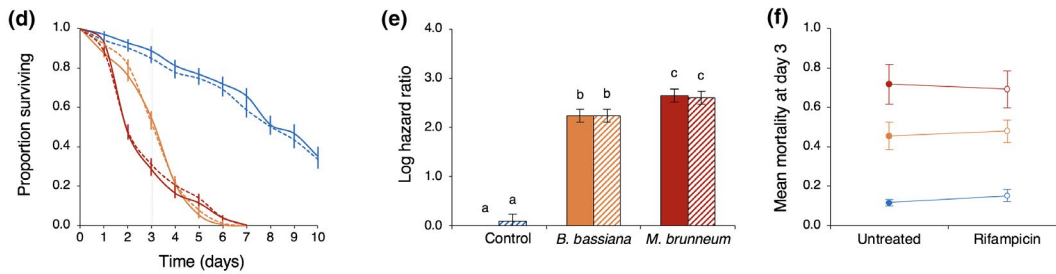 (d)
Proportion surviving
1.0
0.8
0.6
0.4
0.2
0.0
0 1 2 3 4 5 6 7 8 9 10
Time (days)
(e)
Log hazard ratio
4.0
3.0
2.0
1.0
0.0
a a b b c c
Control B. bassiana M. brunneum
(f)
Mean mortality at day 3
1.0
0.8
0.6
0.4
0.2
0.0
Untreated Rifampicin